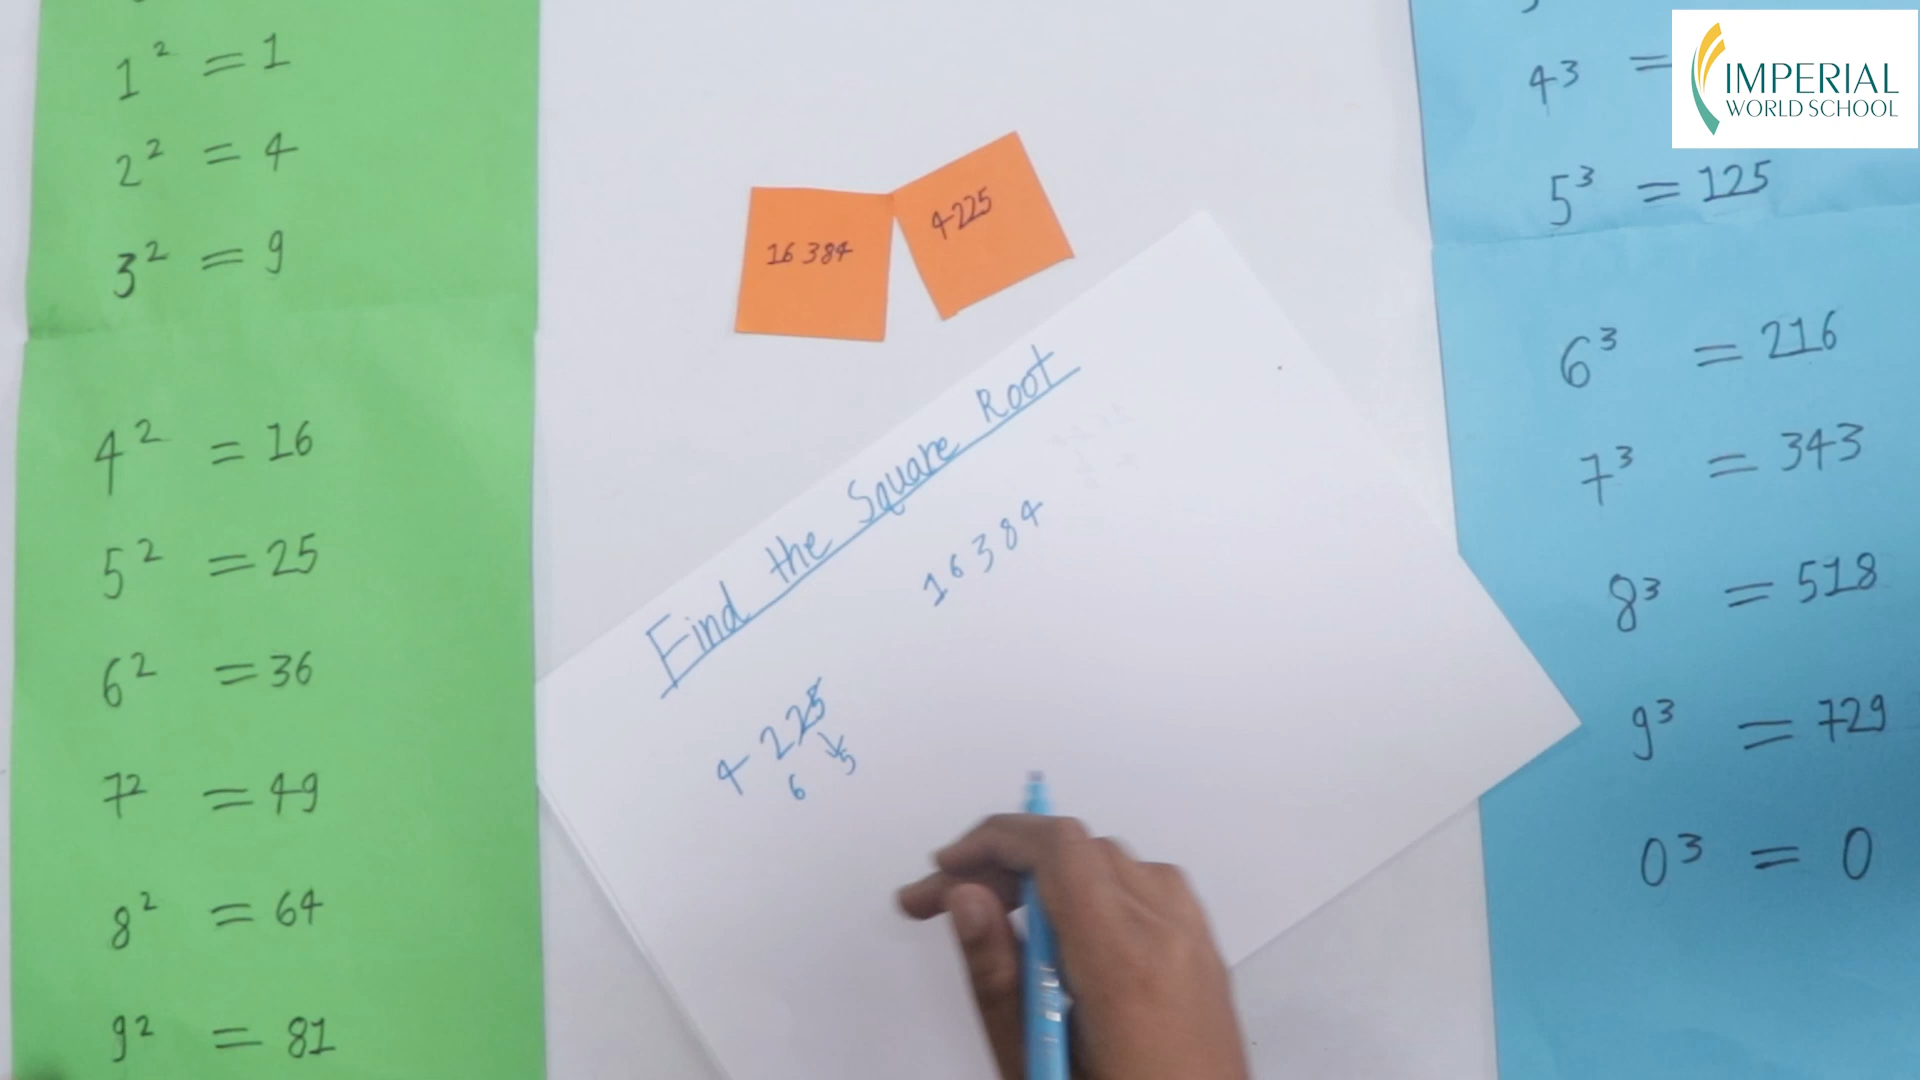 1² = 1
2² = 4
3² = 9
4² = 16
5² = 25
6² = 36
7² = 49
8² = 64
9² = 81
16384
4225
Find the Square Root
4225
6 5
16384
IMPERIAL
WORLD SCHOOL
4³ =
5³ = 125
6³ = 216
7³ = 343
8³ = 518
9³ = 729
0³ = 0